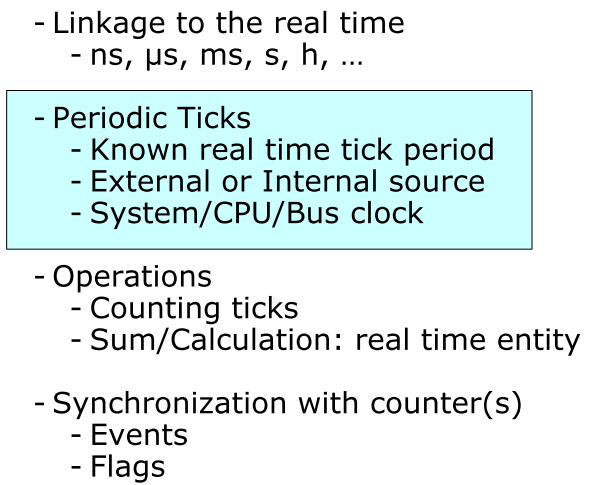 - Linkage to the real time
- ns, µs, ms, s, h, ...
- Periodic Ticks
- Known real time tick period
- External or Internal source
- System/CPU/Bus clock
- Operations
- Counting ticks
- Sum/Calculation: real time entity
- Synchronization with counter(s)
- Events
- Flags